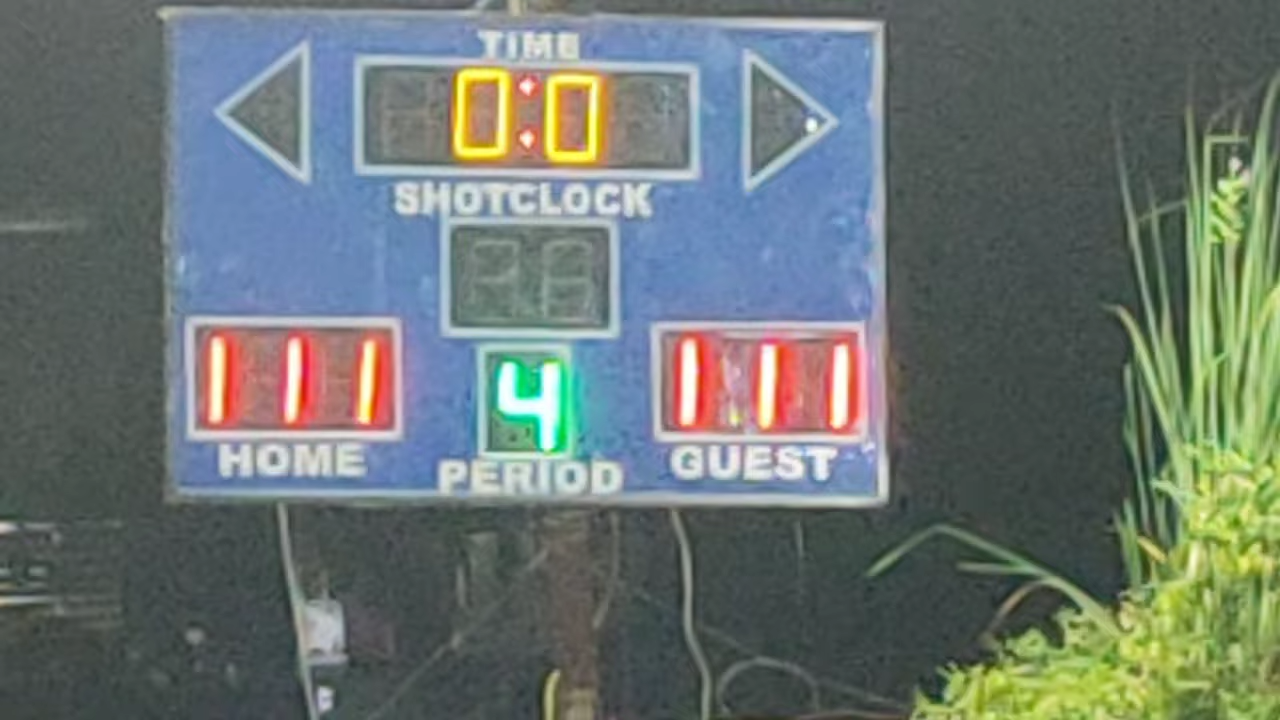 TIME
0:0
SHOTCLOCK
111 4 111
HOME PERIOD GUEST